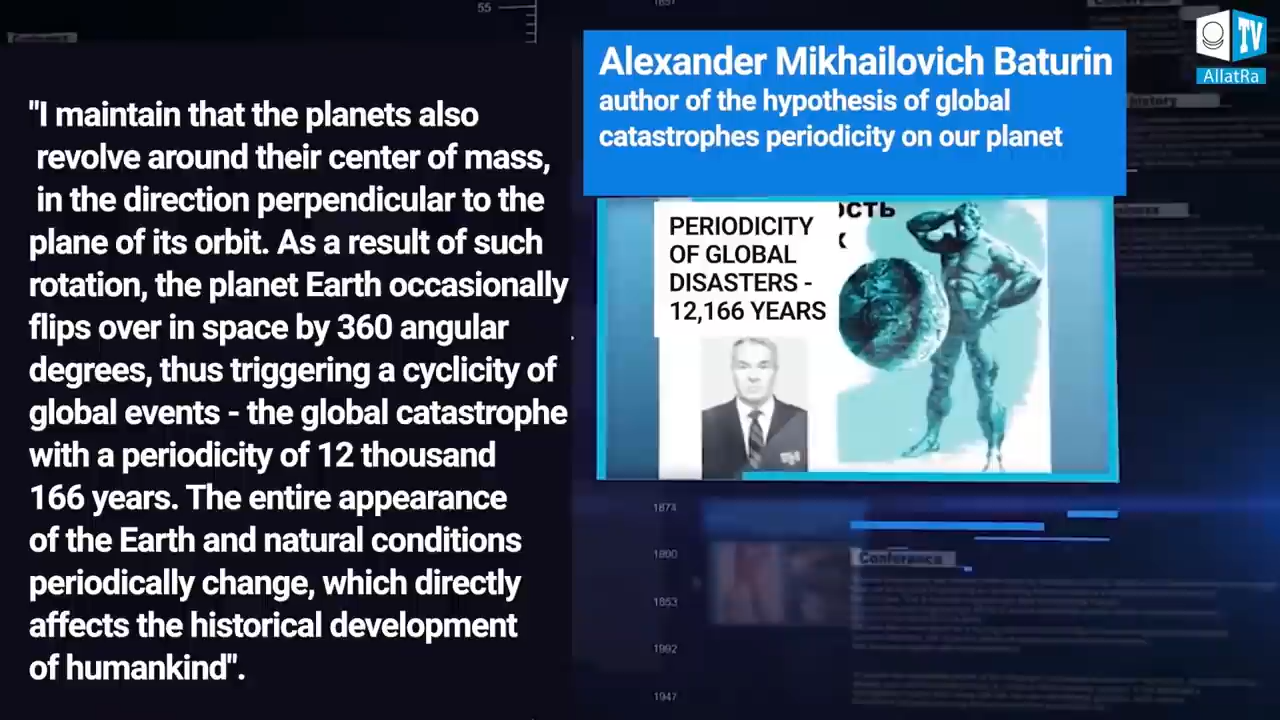 "I maintain that the planets also
revolve around their center of mass,
in the direction perpendicular to the
plane of its orbit. As a result of such
rotation, the planet Earth occasionally
flips over in space by 360 angular
degrees, thus triggering a cyclicity of
global events - the global catastrophe
with a periodicity of 12 thousand
166 years. The entire appearance
of the Earth and natural conditions
periodically change, which directly
affects the historical development
of humankind".
55
Alexander Mikhailovich Baturin
author of the hypothesis of global
catastrophes periodicity on our planet
TV
AllatRa
history
PERIODICITY
OF GLOBAL
DISASTERS -
12,166 YEARS
ость
1874
1890
1853
1992
1947
Conference